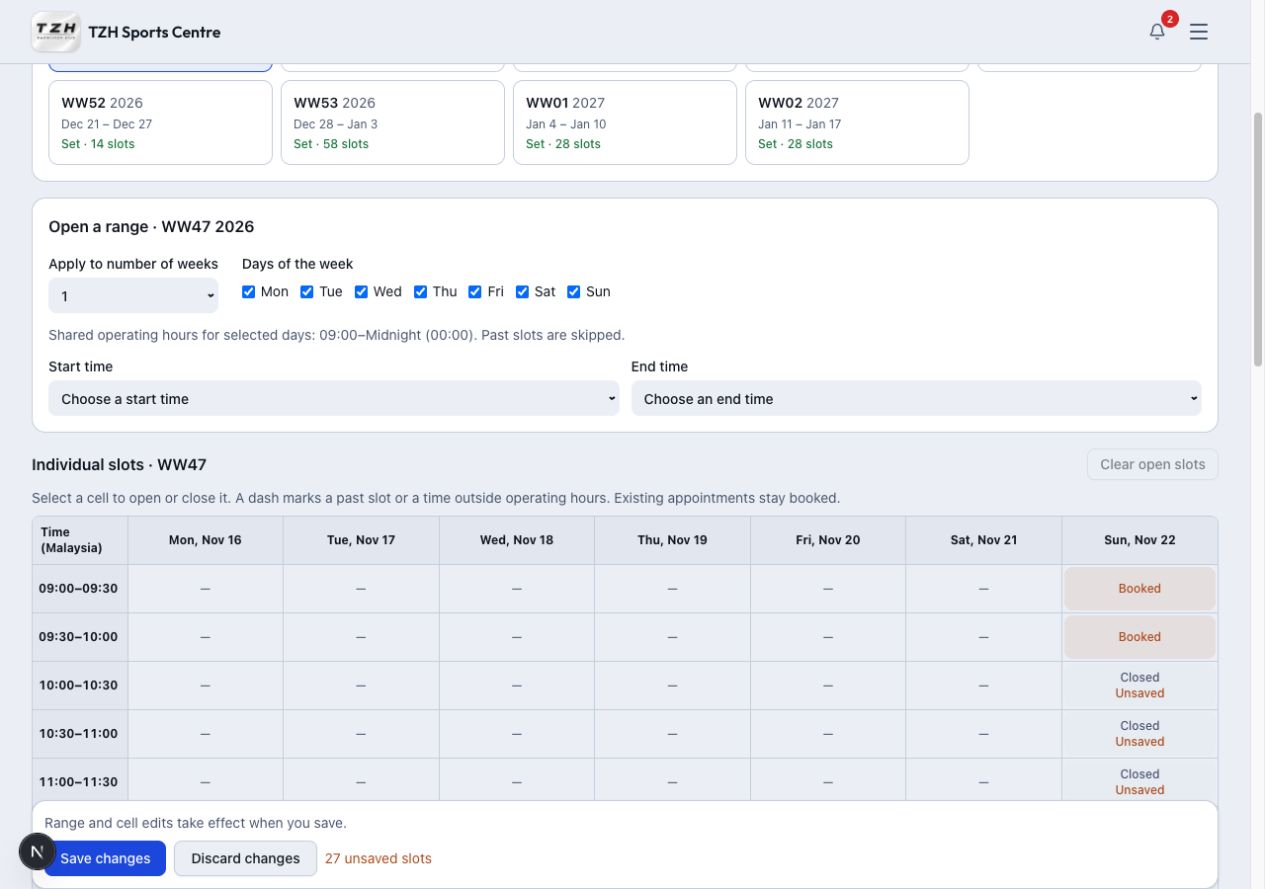 TZH
TZH Sports Centre
2
WW52 2026
Dec 21 – Dec 27
Set · 14 slots
WW53 2026
Dec 28 – Jan 3
Set · 58 slots
WW01 2027
Jan 4 – Jan 10
Set · 28 slots
WW02 2027
Jan 11 – Jan 17
Set · 28 slots
Open a range · WW47 2026
Apply to number of weeks
1
Days of the week
Mon Tue Wed Thu Fri Sat Sun
Shared operating hours for selected days: 09:00–Midnight (00:00). Past slots are skipped.
Start time
Choose a start time
End time
Choose an end time
Individual slots · WW47
Clear open slots
Select a cell to open or close it. A dash marks a past slot or a time outside operating hours. Existing appointments stay booked.
Time (Malaysia) Mon, Nov 16 Tue, Nov 17 Wed, Nov 18 Thu, Nov 19 Fri, Nov 20 Sat, Nov 21 Sun, Nov 22
09:00–09:30 – – – – – – Booked
09:30–10:00 – – – – – – Booked
10:00–10:30 – – – – – – Closed Unsaved
10:30–11:00 – – – – – – Closed Unsaved
11:00–11:30 – – – – – – Closed Unsaved
Range and cell edits take effect when you save.
N
Save changes
Discard changes
27 unsaved slots